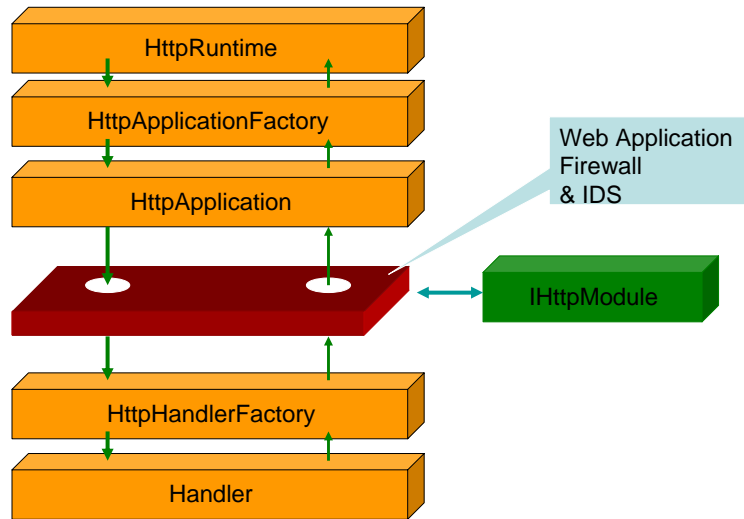 HttpRuntime
HttpApplicationFactory
Web Application
Firewall
& IDS
HttpApplication
IHttpModule
HttpHandlerFactory
Handler